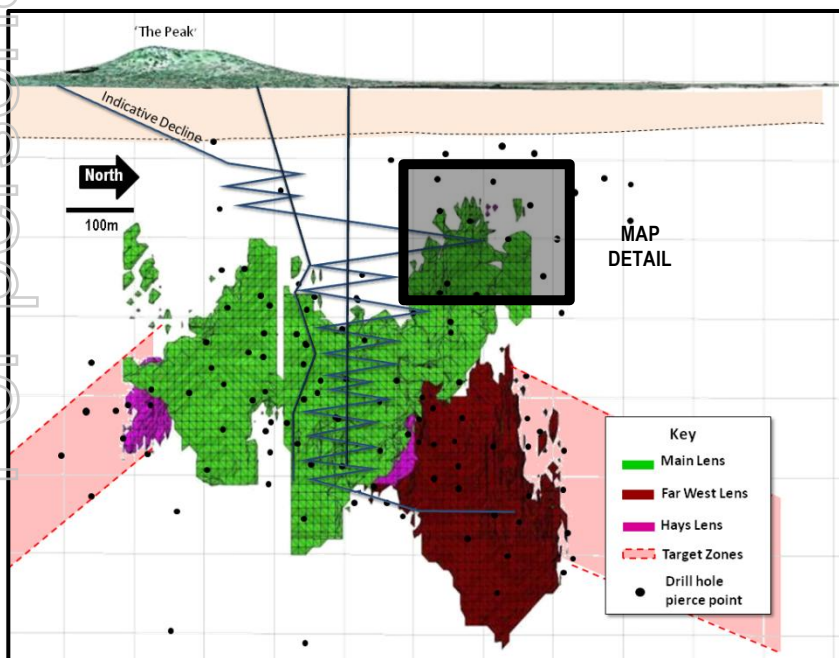 'The Peak'
Indicative Decline
North
100m
MAP
DETAIL
Key
Main Lens
Far West Lens
Hays Lens
Target Zones
Drill hole
pierce point